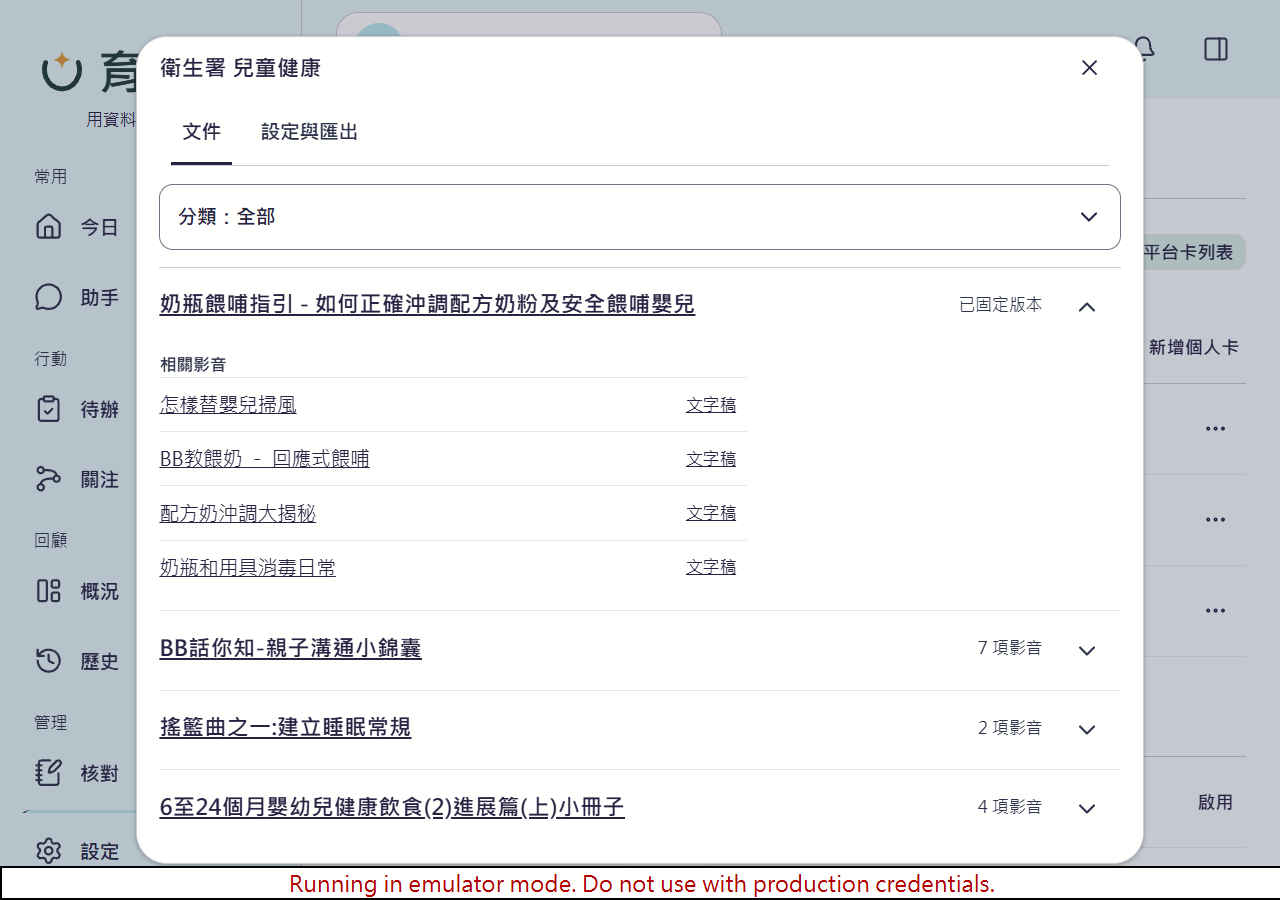 育
用資料
常用
今日
助手
行動
待辦
關注
回顧
概況
歷史
管理
核對
設定
衛生署 兒童健康
文件
設定與匯出
分類：全部
奶瓶餵哺指引 - 如何正確沖調配方奶粉及安全餵哺嬰兒
已固定版本
相關影音
怎樣替嬰兒掃風
文字稿
BB教餵奶 - 回應式餵哺
文字稿
配方奶沖調大揭秘
文字稿
奶瓶和用具消毒日常
文字稿
BB話你知-親子溝通小錦囊
7 項影音
搖籃曲之一:建立睡眠常規
2 項影音
6至24個月嬰幼兒健康飲食(2)進展篇(上)小冊子
4 項影音
平台卡列表
新增個人卡
啟用
Running in emulator mode. Do not use with production credentials.